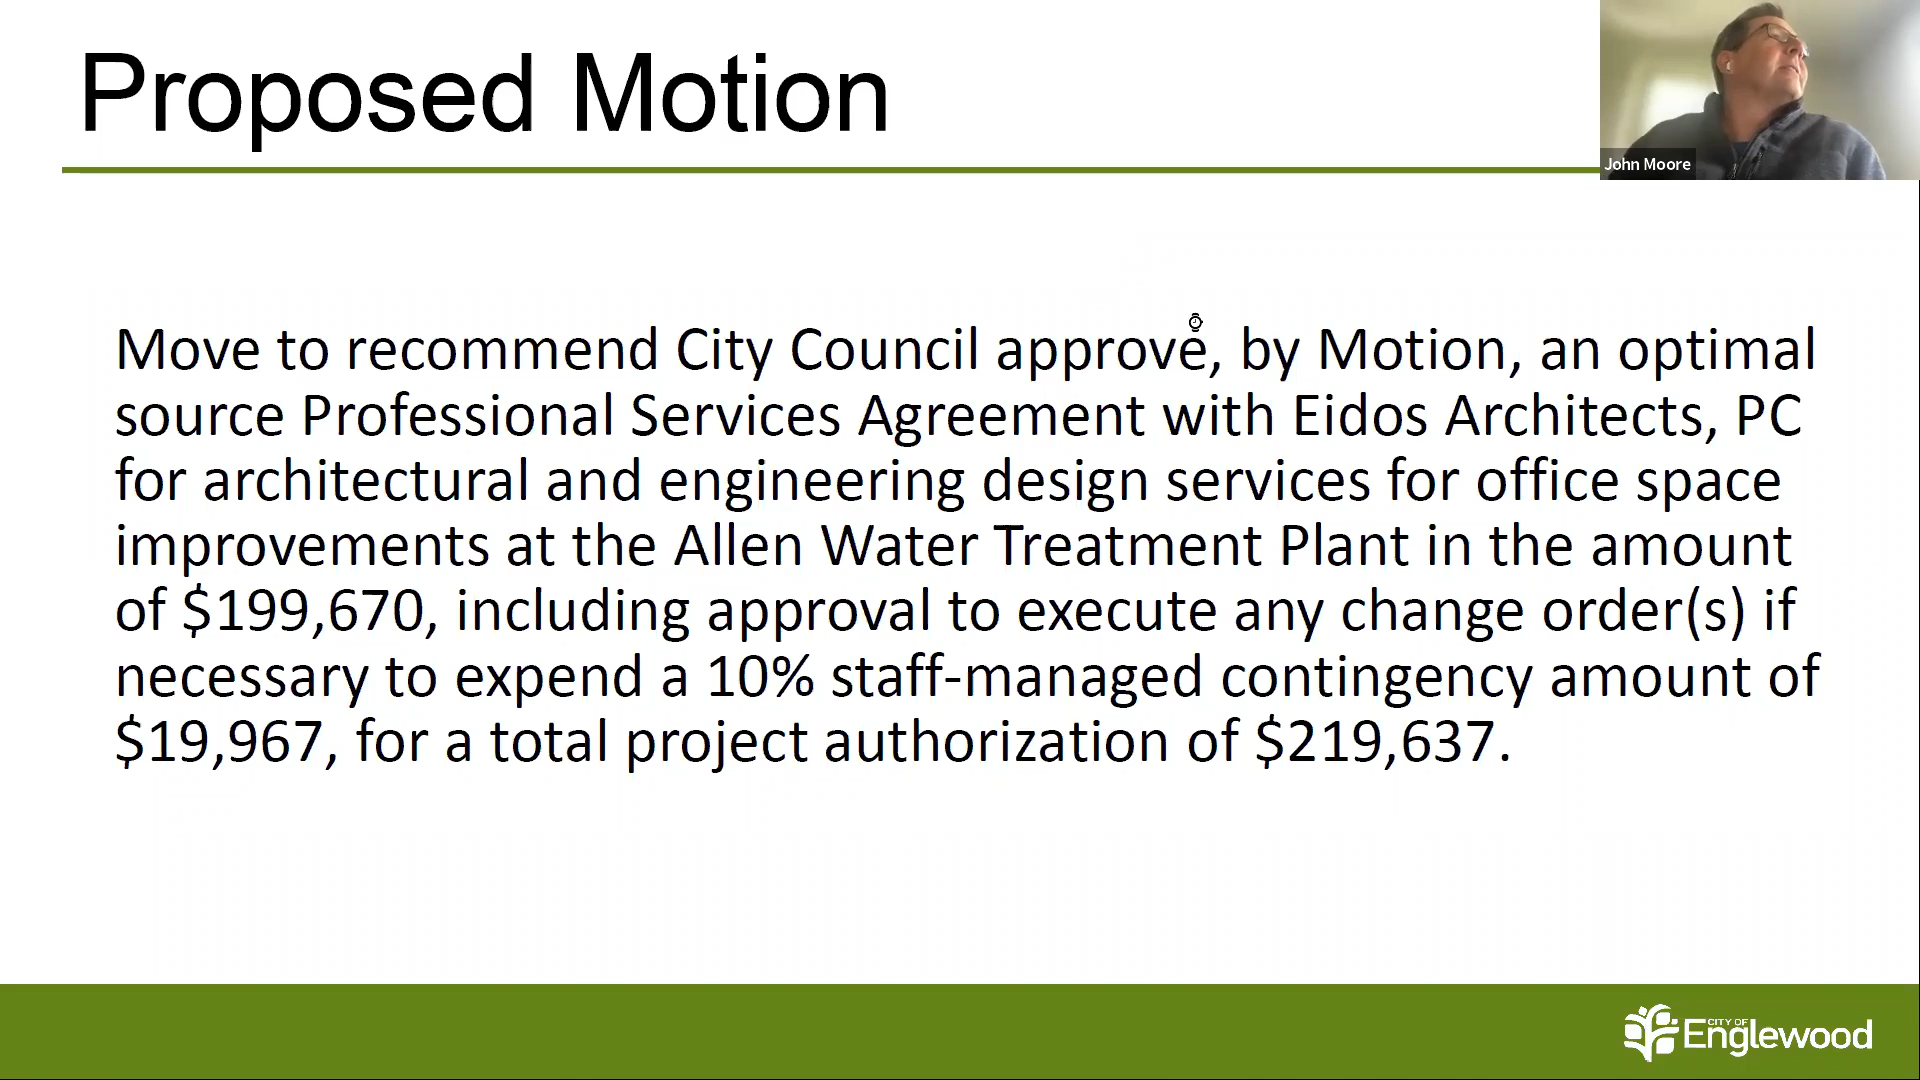 Proposed Motion
John Moore
Move to recommend City Council approve, by Motion, an optimal
source Professional Services Agreement with Eidos Architects, PC
for architectural and engineering design services for office space
improvements at the Allen Water Treatment Plant in the amount
of $199,670, including approval to execute any change order(s) if
necessary to expend a 10% staff-managed contingency amount of
$19,967, for a total project authorization of $219,637.
CITY OF
Englewood